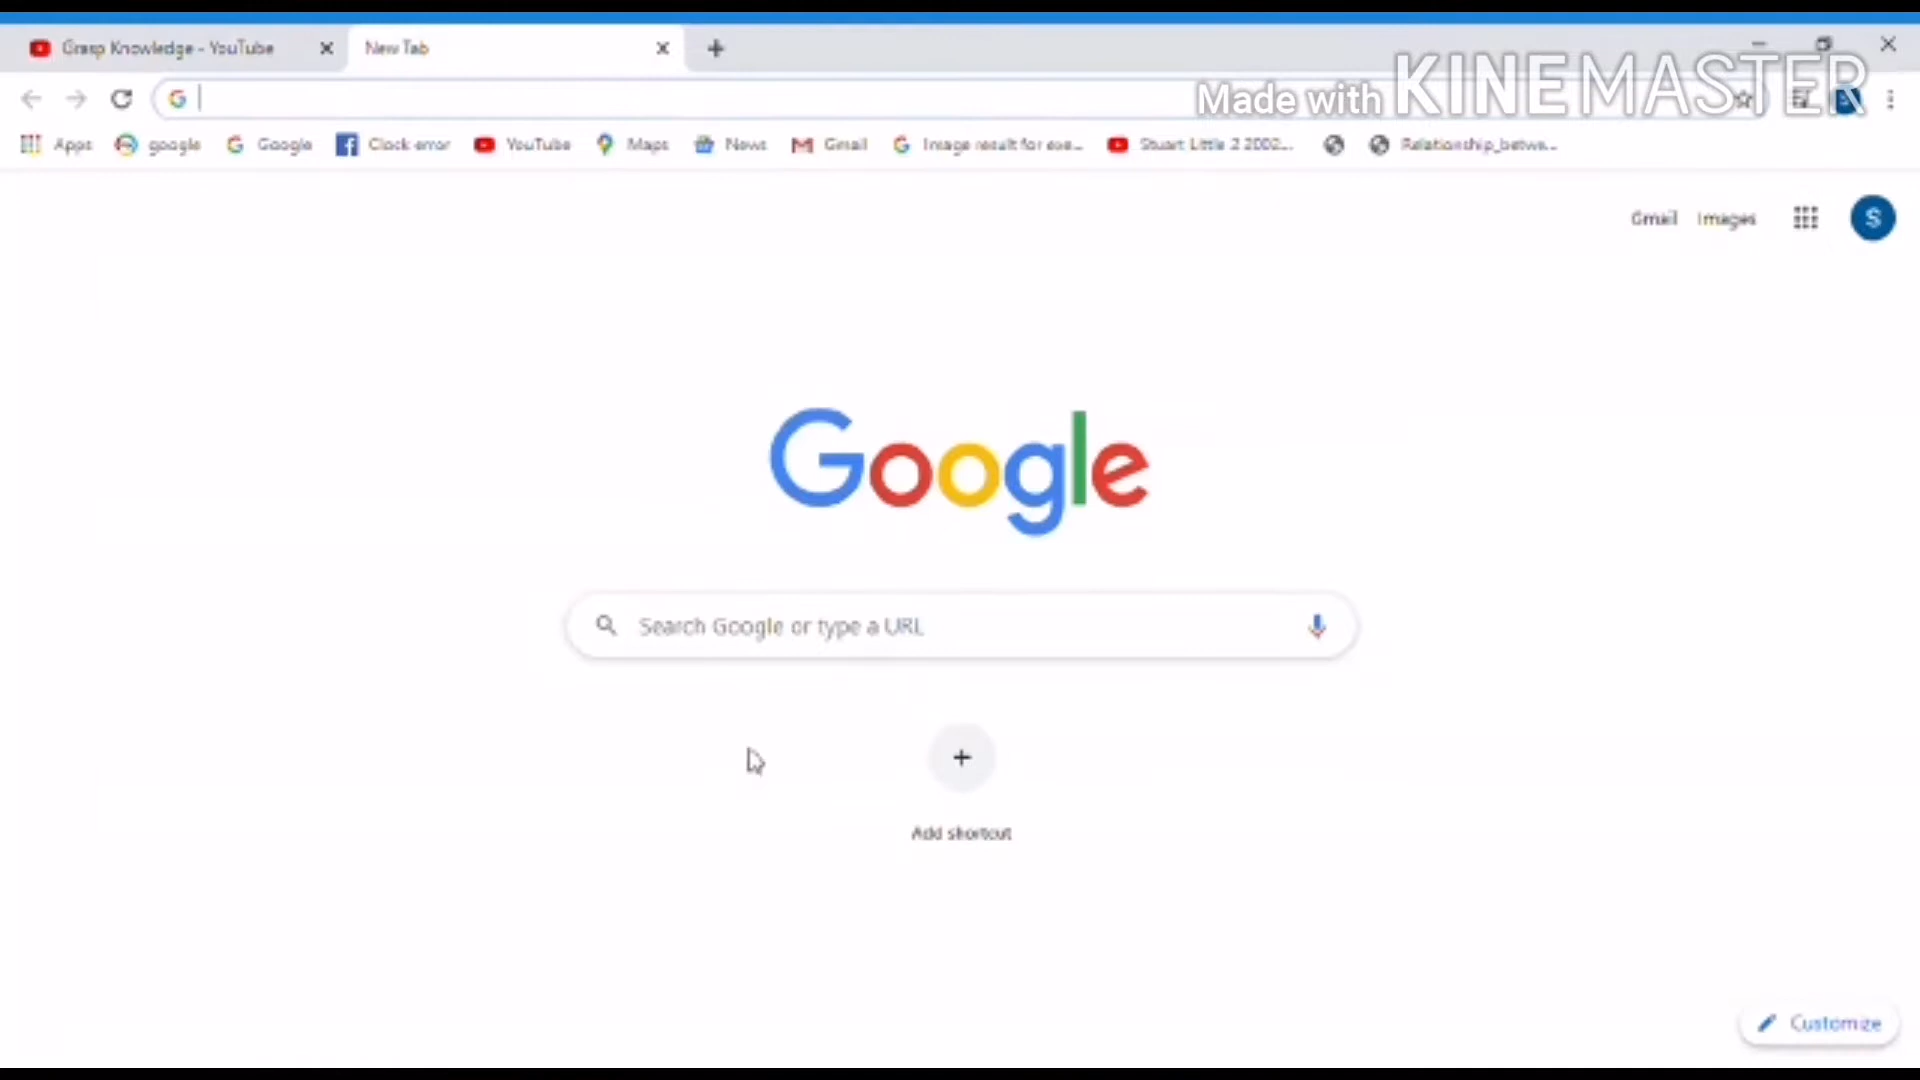 Grasp Knowledge - YouTube
New Tab
Made with KINEMASTER
Apps google Google Clock error YouTube Maps News Gmail Image result for exe... Stuart Little 2 2002... Relationship_betwe...
Gmail Images S
Google
Search Google or type a URL
Add shortcut
Customize